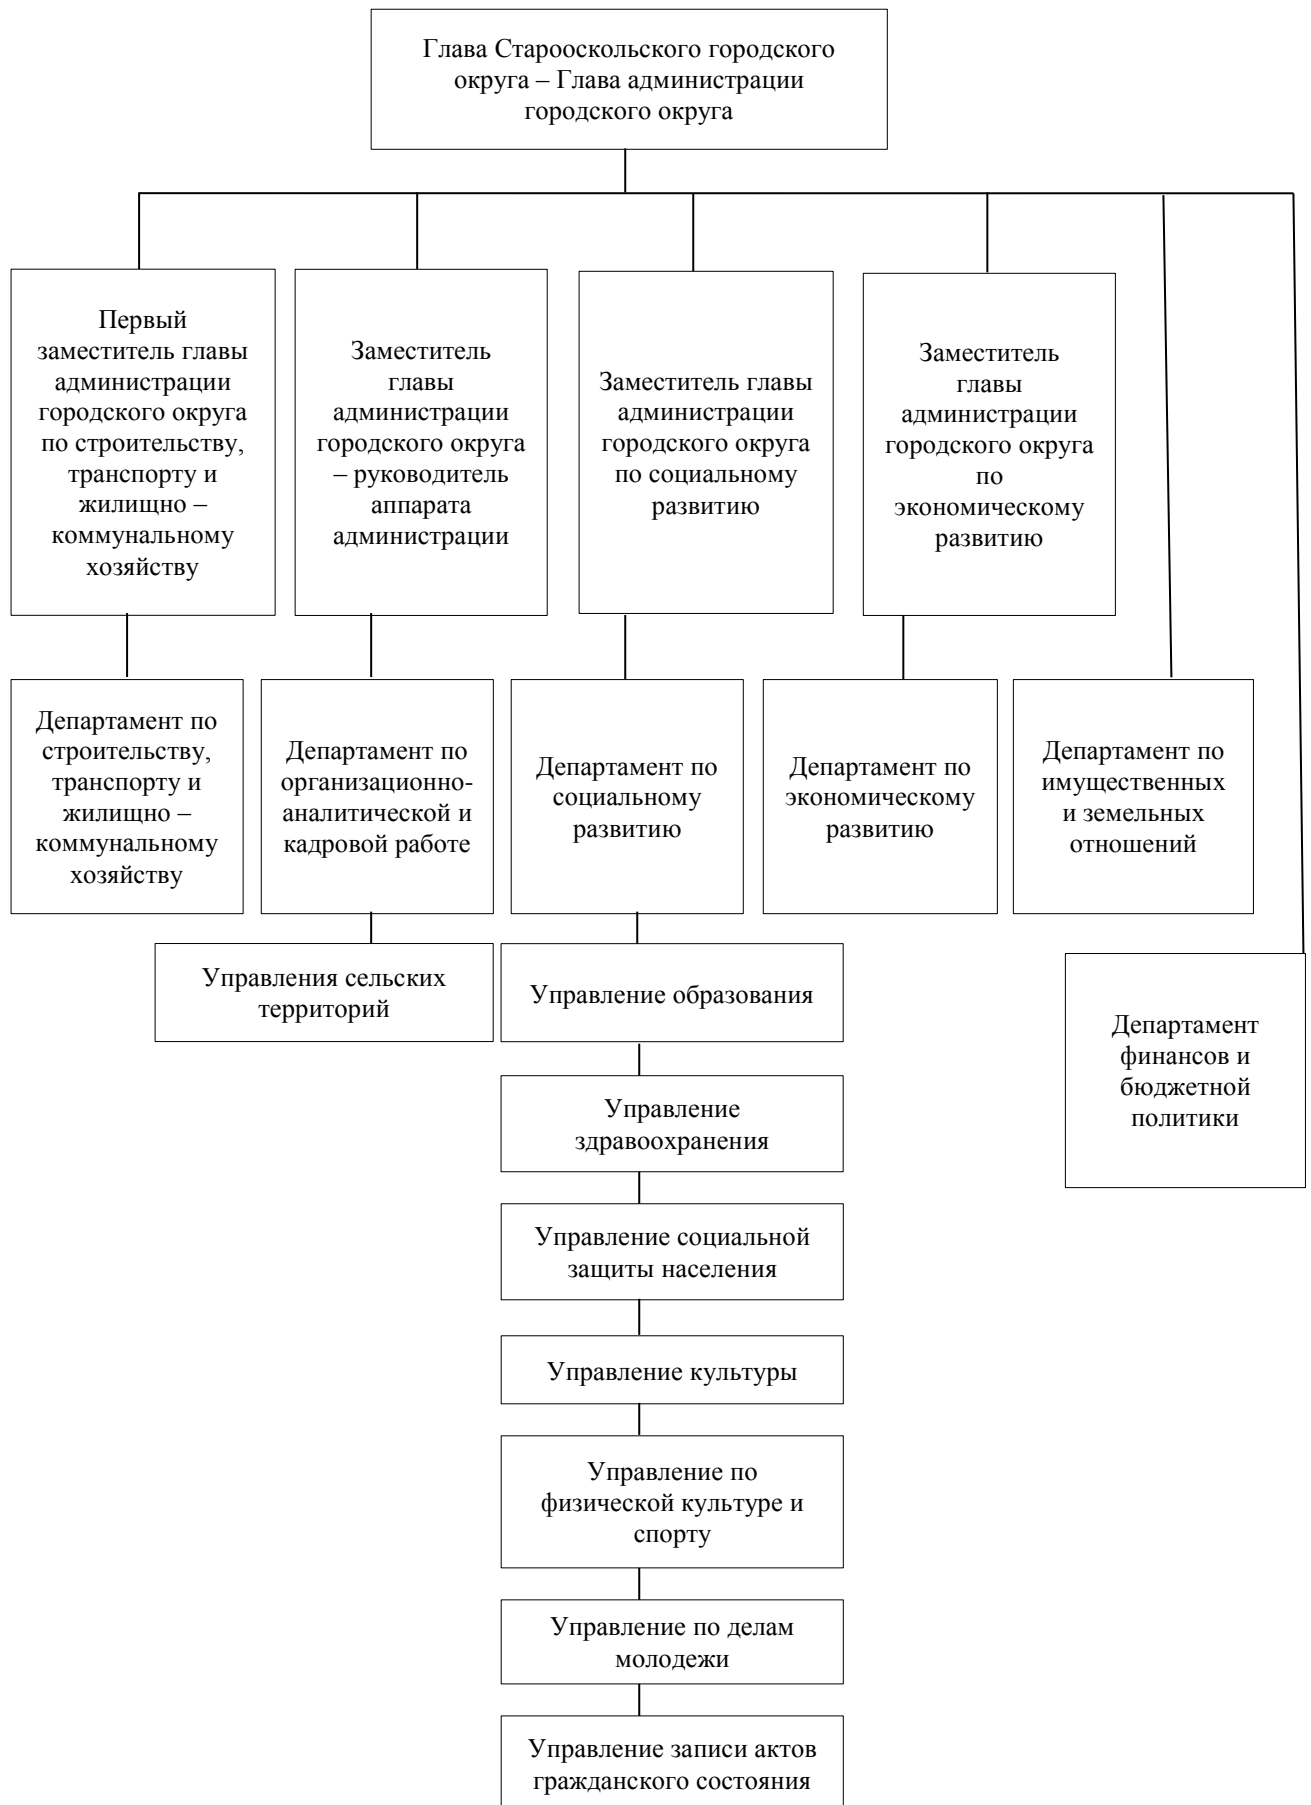 Глава Старооскольского городского
округа – Глава администрации
городского округа
Первый
заместитель главы
администрации
городского округа
по строительству,
транспорту и
жилищно –
коммунальному
хозяйству
Заместитель
главы
администрации
городского округа
– руководитель
аппарата
администрации
Заместитель главы
администрации
городского округа
по социальному
развитию
Заместитель
главы
администрации
городского округа
по
экономическому
развитию
Департамент по
строительству,
транспорту и
жилищно –
коммунальному
хозяйству
Департамент по
организационно-
аналитической и
кадровой работе
Департамент по
социальному
развитию
Департамент по
экономическому
развитию
Департамент по
имущественных
и земельных
отношений
Управления сельских
территорий
Управление образования
Департамент
финансов и
бюджетной
политики
Управление
здравоохранения
Управление социальной
защиты населения
Управление культуры
Управление по
физической культуре и
спорту
Управление по делам
молодежи
Управление записи актов
гражданского состояния